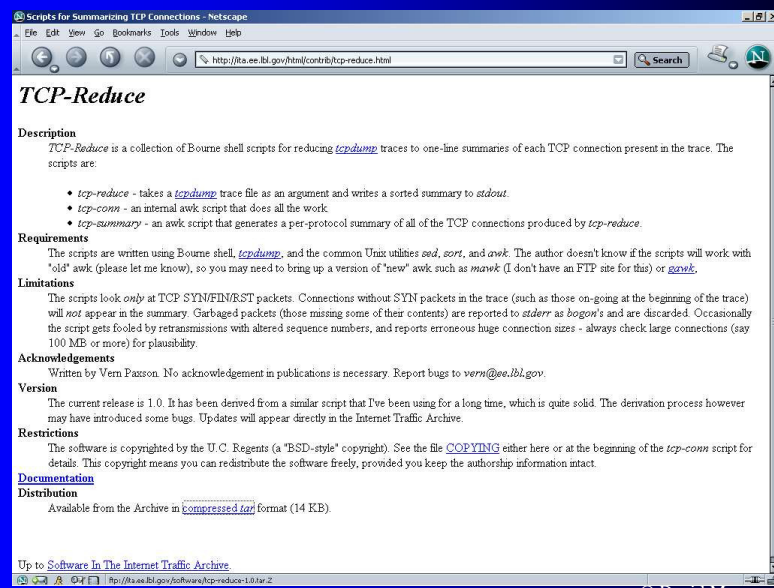 Scripts for Summarizing TCP Connections - Netscape
File Edit View Go Bookmarks Tools Window Help
http://ita.ee.lbl.gov/html/contrib/tcp-reduce.html
Search
N
TCP-Reduce
Description
TCP-Reduce is a collection of Bourne shell scripts for reducing tcpdump traces to one-line summaries of each TCP connection present in the trace. The
scripts are:
• tcp-reduce - takes a tcpdump trace file as an argument and writes a sorted summary to stdout.
• tcp-conn - an internal awk script that does all the work
• tcp-summary - an awk script that generates a per-protocol summary of all of the TCP connections produced by tcp-reduce.
Requirements
The scripts are written using Bourne shell, tcpdump, and the common Unix utilities sed, sort, and awk. The author doesn't know if the scripts will work with
"old" awk (please let me know), so you may need to bring up a version of "new" awk such as mawk (I don't have an FTP site for this) or gawk,
Limitations
The scripts look only at TCP SYN/FIN/RST packets. Connections without SYN packets in the trace (such as those on-going at the beginning of the trace)
will not appear in the summary. Garbaged packets (those missing some of their contents) are reported to stderr as bogon's and are discarded. Occasionally
the script gets fooled by retransmissions with altered sequence numbers, and reports erroneous huge connection sizes - always check large connections (say
100 MB or more) for plausibility.
Acknowledgements
Written by Vern Paxson. No acknowledgement in publications is necessary. Report bugs to vern@ee.lbl.gov.
Version
The current release is 1.0. It has been derived from a similar script that I've been using for a long time, which is quite solid. The derivation process however
may have introduced some bugs. Updates will appear directly in the Internet Traffic Archive.
Restrictions
The software is copyrighted by the U.C. Regents (a "BSD-style" copyright). See the file COPYING either here or at the beginning of the tcp-conn script for
details. This copyright means you can redistribute the software freely, provided you keep the authorship information intact.
Documentation
Distribution
Available from the Archive in compressed tar format (14 KB).
Up to Software In The Internet Traffic Archive.
ftp://ita.ee.lbl.gov/software/tcp-reduce-1.0.tar.Z